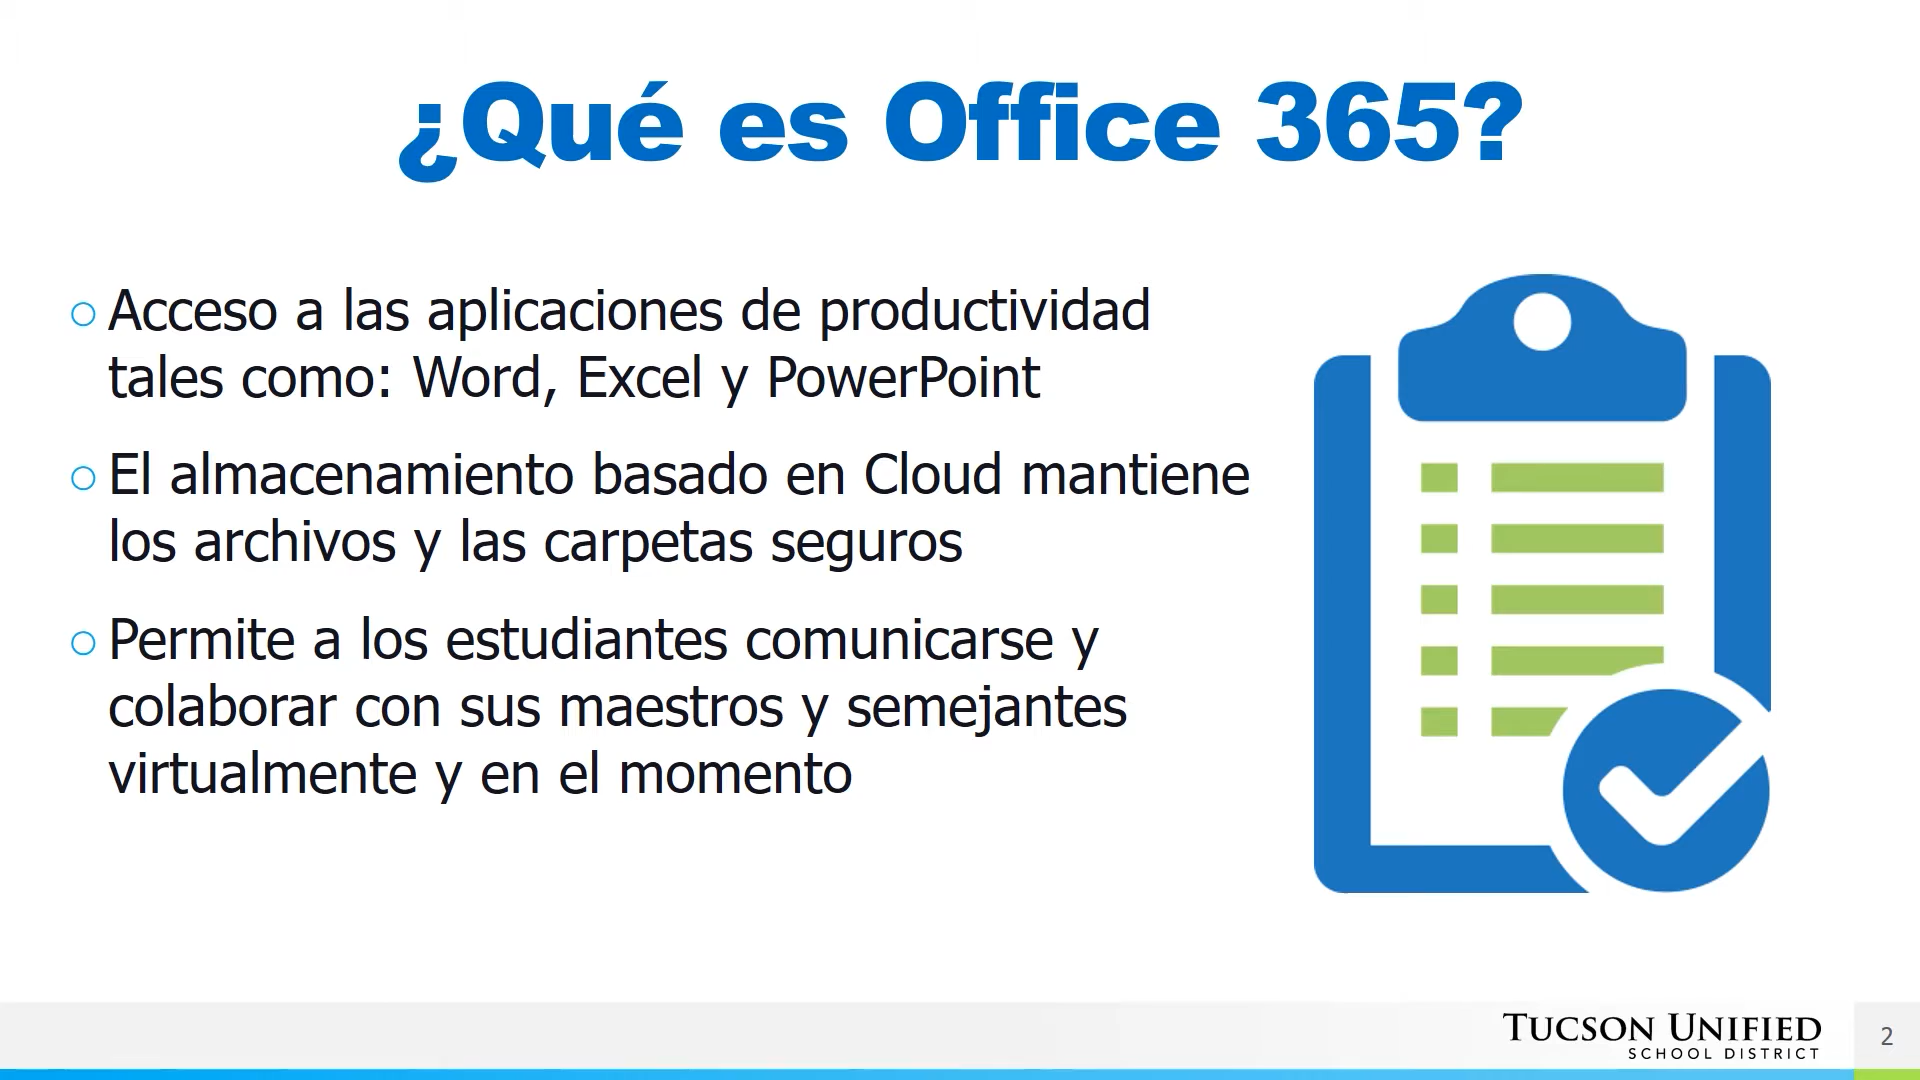 ¿Qué es Office 365?
○ Acceso a las aplicaciones de productividad
tales como: Word, Excel y PowerPoint
○ El almacenamiento basado en Cloud mantiene
los archivos y las carpetas seguros
○ Permite a los estudiantes comunicarse y
colaborar con sus maestros y semejantes
virtualmente y en el momento
TUCSON UNIFIED
SCHOOL DISTRICT
2